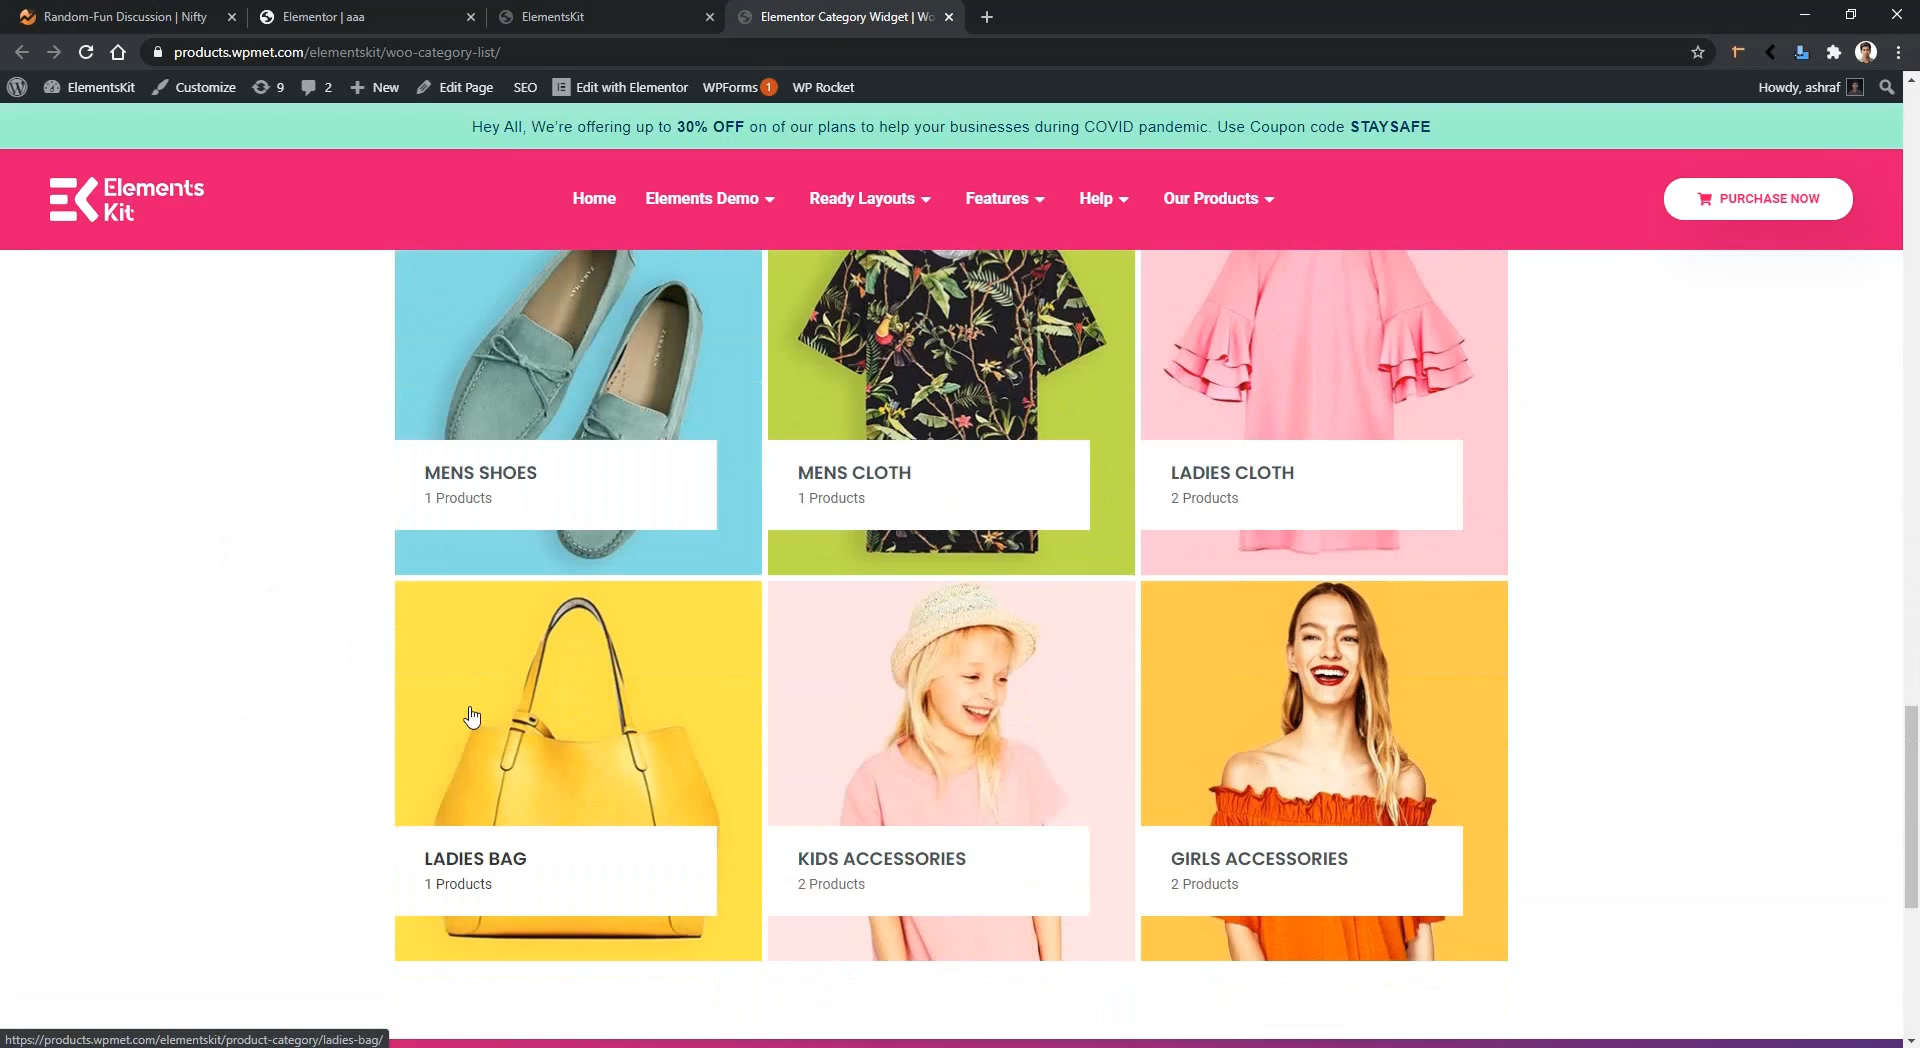 Random-Fun Discussion | Nifty
Elementor | aaa
ElementsKit
Elementor Category Widget | Wo
products.wpmet.com/elementskit/woo-category-list/
ElementsKit
Customize
9
2
New
Edit Page
SEO
Edit with Elementor
WPForms 1
WP Rocket
Howdy, ashraf
Hey All, We're offering up to 30% OFF on of our plans to help your businesses during COVID pandemic. Use Coupon code STAYSAFE
Elements
Kit
Home
Elements Demo
Ready Layouts
Features
Help
Our Products
PURCHASE NOW
MENS SHOES
1 Products
MENS CLOTH
1 Products
LADIES CLOTH
2 Products
LADIES BAG
1 Products
KIDS ACCESSORIES
2 Products
GIRLS ACCESSORIES
2 Products
https://products.wpmet.com/elementskit/product-category/ladies-bag/